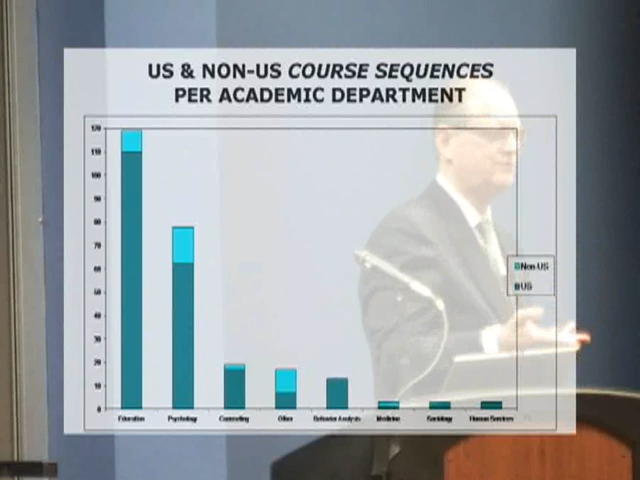 US & NON-US COURSE SEQUENCES
PER ACADEMIC DEPARTMENT
120
110
100
90
80
70
60
50
40
30
20
10
0
Non-US
US
Education
Psychology
Counseling
Other
Behavior Analysis
Medicine
Sociology
Human Services